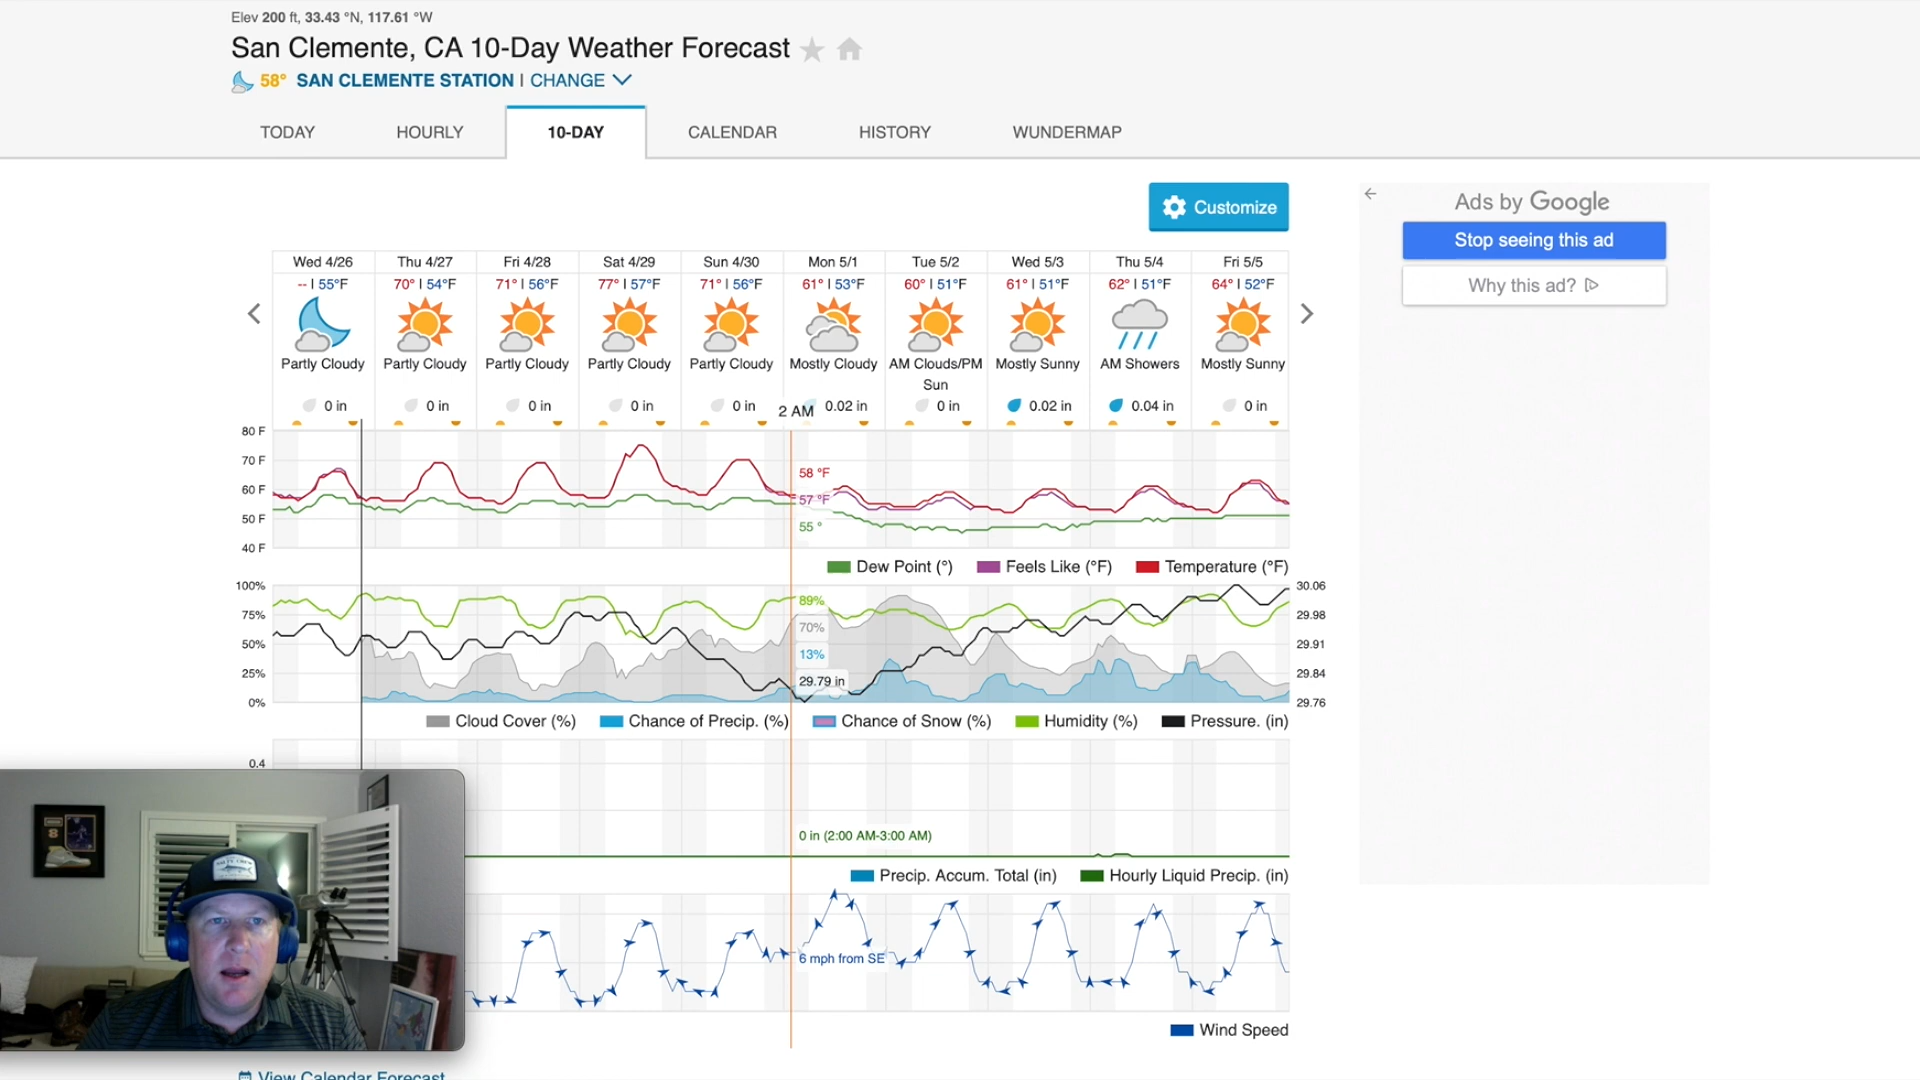 Elev 200 ft, 33.43 °N, 117.61 °W
San Clemente, CA 10-Day Weather Forecast
58° SAN CLEMENTE STATION | CHANGE
TODAY HOURLY 10-DAY CALENDAR HISTORY WUNDERMAP
Customize
Ads by Google
Stop seeing this ad
Why this ad?
Wed 4/26 Thu 4/27 Fri 4/28 Sat 4/29 Sun 4/30 Mon 5/1 Tue 5/2 Wed 5/3 Thu 5/4 Fri 5/5
-- | 55°F 70° | 54°F 71° | 56°F 77° | 57°F 71° | 56°F 61° | 53°F 60° | 51°F 61° | 51°F 62° | 51°F 64° | 52°F
Partly Cloudy Partly Cloudy Partly Cloudy Partly Cloudy Partly Cloudy Mostly Cloudy AM Clouds/PM Sun Mostly Sunny AM Showers Mostly Sunny
0 in 0 in 0 in 0 in 0 in 0.02 in 0 in 0.02 in 0.04 in 0 in
2 AM
80 F
70 F
60 F
50 F
40 F
58 °F
57 °F
55 °
Dew Point (°) Feels Like (°F) Temperature (°F)
100%
75%
50%
25%
0%
89%
70%
13%
29.79 in
30.06
29.98
29.91
29.84
29.76
Cloud Cover (%) Chance of Precip. (%) Chance of Snow (%) Humidity (%) Pressure. (in)
0.4
0 in (2:00 AM-3:00 AM)
Precip. Accum. Total (in) Hourly Liquid Precip. (in)
6 mph from SE
Wind Speed
View Calendar Forecast